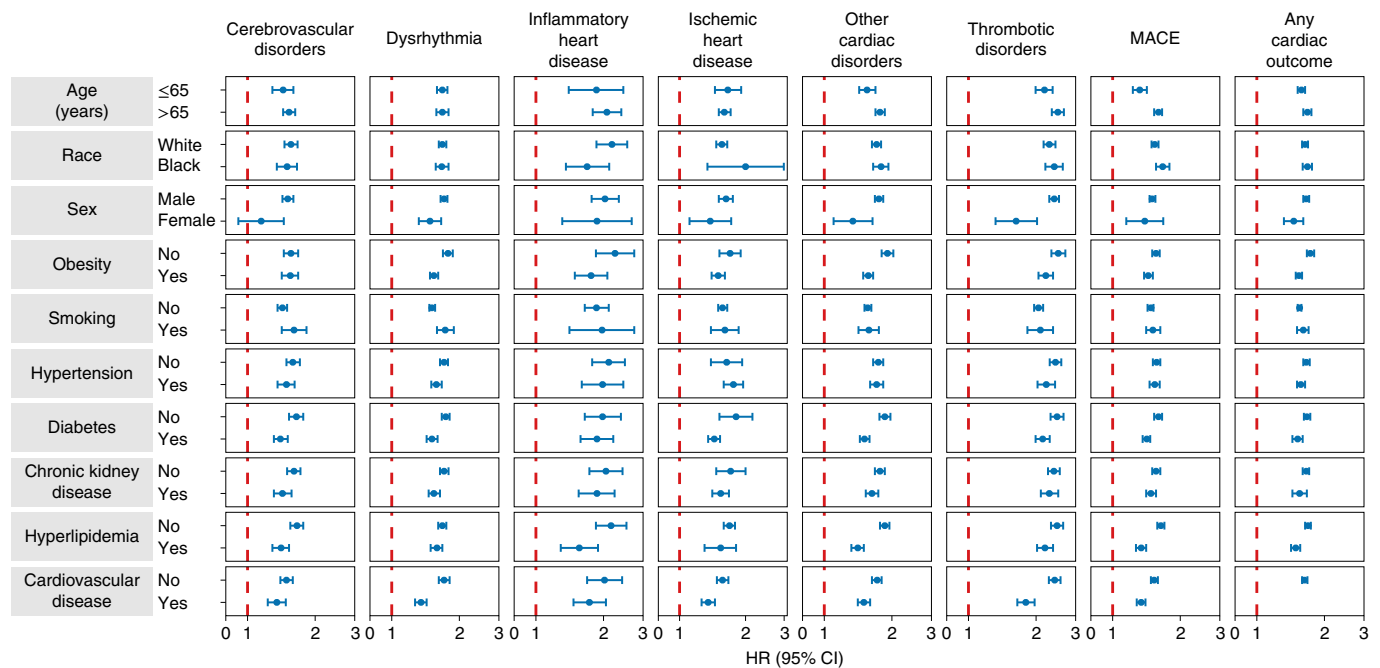 Cerebrovascular
disorders
Dysrhythmia
Inflammatory
heart
disease
Ischemic
heart
disease
Other
cardiac
disorders
Thrombotic
disorders
MACE
Any
cardiac
outcome
Age
(years)
≤65
>65
Race
White
Black
Sex
Male
Female
Obesity
No
Yes
Smoking
No
Yes
Hypertension
No
Yes
Diabetes
No
Yes
Chronic kidney
disease
No
Yes
Hyperlipidemia
No
Yes
Cardiovascular
disease
No
Yes
0 1 2 3 0 1 2 3 0 1 2 3 0 1 2 3 0 1 2 3 0 1 2 3 0 1 2 3 0 1 2 3
HR (95% CI)